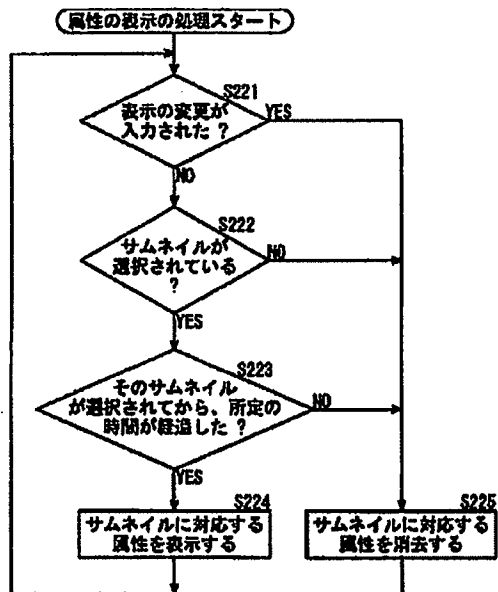 属性の表示の処理スタート
S221
表示の変更が
入力された ?
YES
NO
S222
サムネイルが
選択されている
?
NO
YES
S223
そのサムネイル
が選択されてから、所定の
時間が経過した ?
NO
YES
S224
サムネイルに対応する
属性を表示する
S225
サムネイルに対応する
属性を消去する